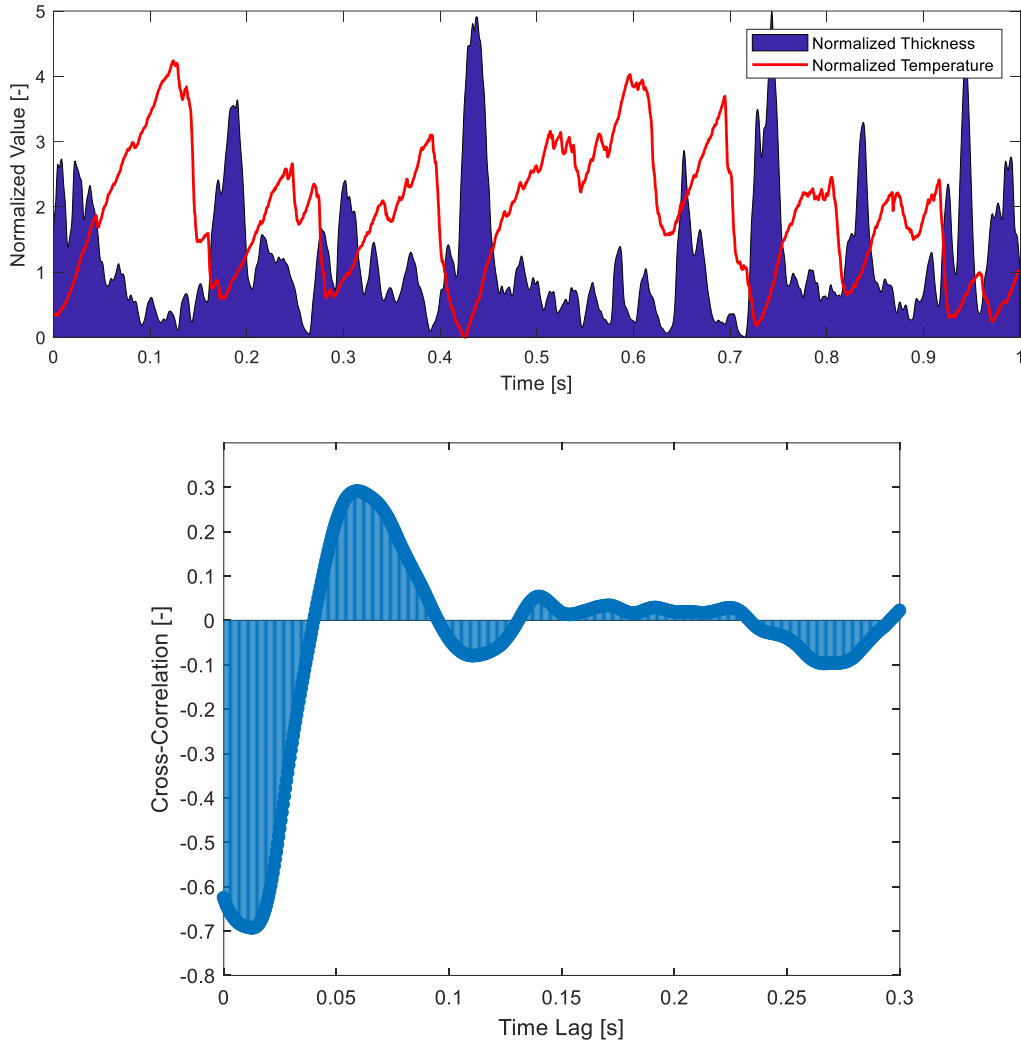 5
4
3
2
1
0
Normalized Value [-]
Normalized Thickness
Normalized Temperature
0 0.1 0.2 0.3 0.4 0.5 0.6 0.7 0.8 0.9 1
Time [s]
0.3
0.2
0.1
0
-0.1
-0.2
-0.3
-0.4
-0.5
-0.6
-0.7
-0.8
Cross-Correlation [-]
0 0.05 0.1 0.15 0.2 0.25 0.3
Time Lag [s]